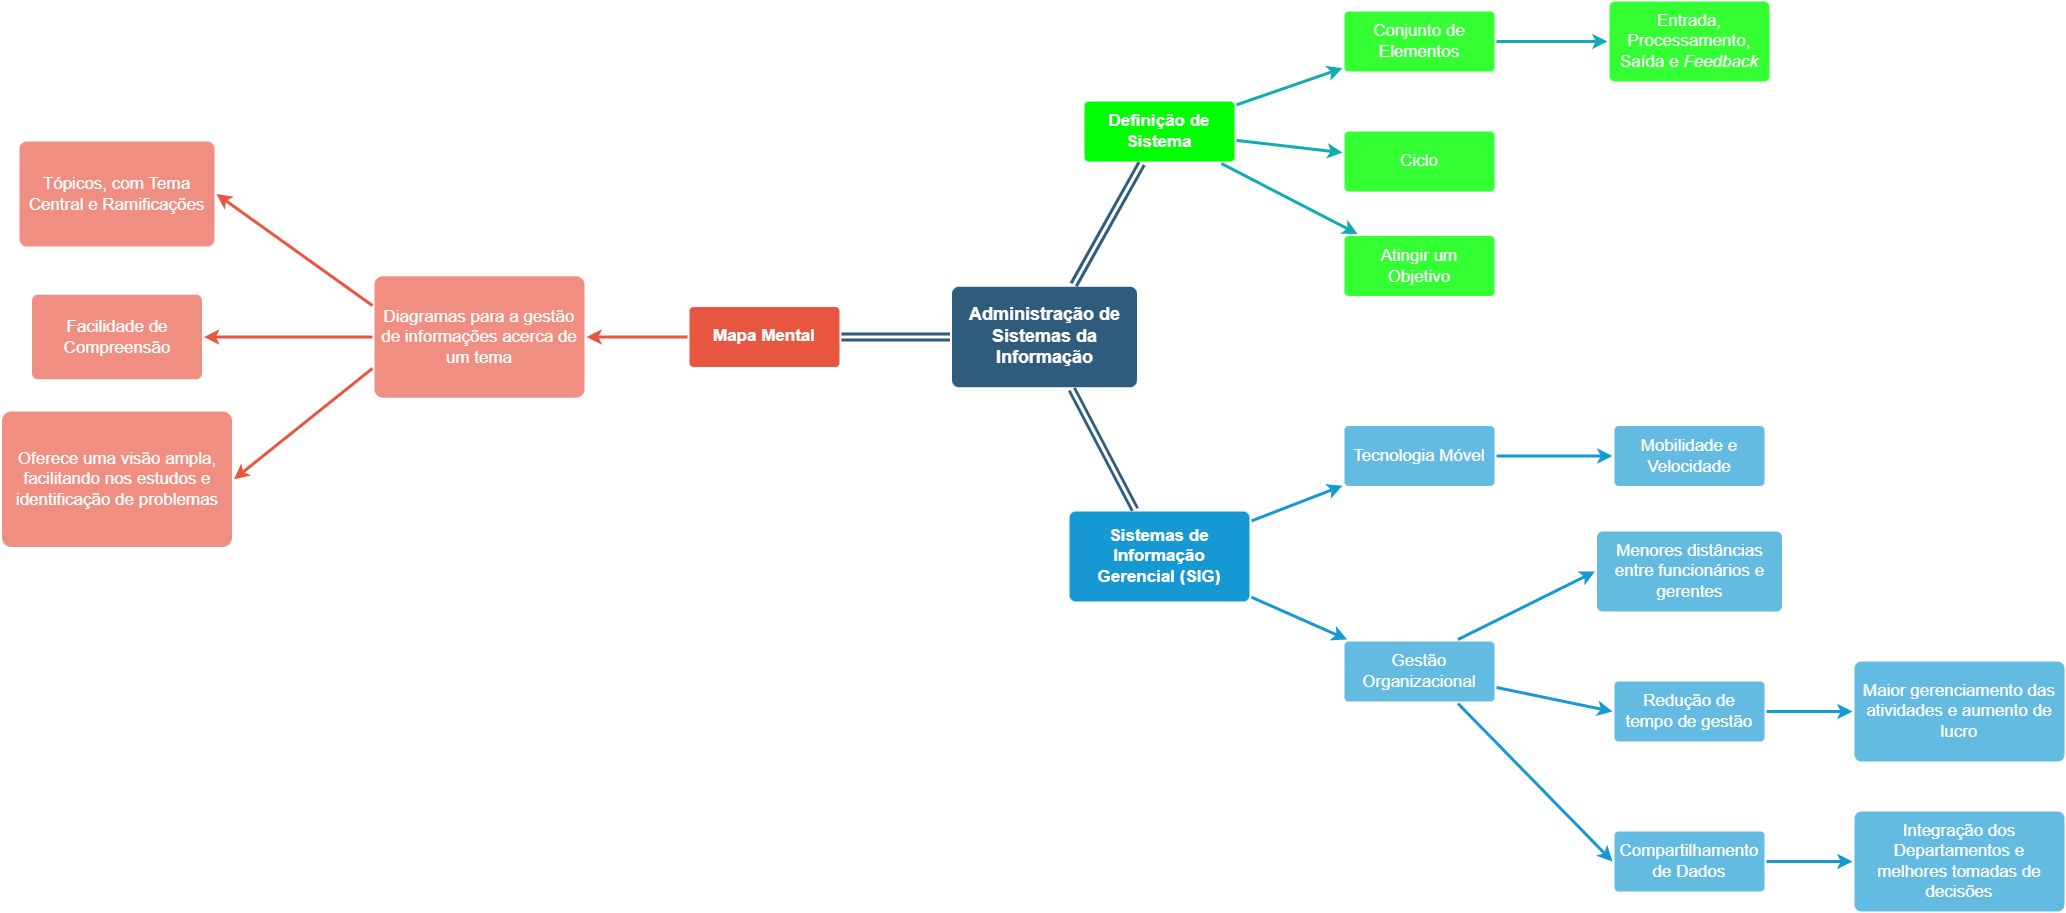 Administração de
Sistemas da
Informação
Mapa Mental
Diagramas para a gestão
de informações acerca de
um tema
Tópicos, com Tema
Central e Ramificações
Facilidade de
Compreensão
Oferece uma visão ampla,
facilitando nos estudos e
identificação de problemas
Definição de
Sistema
Conjunto de
Elementos
Entrada,
Processamento,
Saída e Feedback
Ciclo
Atingir um
Objetivo
Sistemas de
Informação
Gerencial (SIG)
Tecnologia Móvel
Mobilidade e
Velocidade
Gestão
Organizacional
Menores distâncias
entre funcionários e
gerentes
Redução de
tempo de gestão
Maior gerenciamento das
atividades e aumento de
lucro
Compartilhamento
de Dados
Integração dos
Departamentos e
melhores tomadas de
decisões